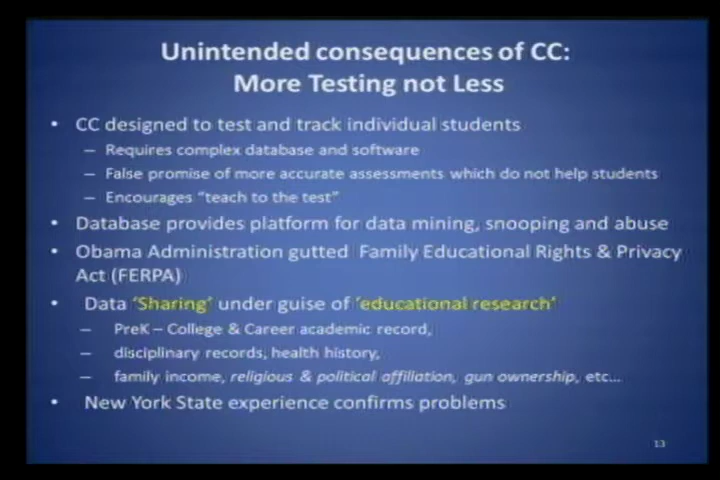 Unintended consequences of CC:
More Testing not Less
• CC designed to test and track individual students
– Requires complex database and software
– False promise of more accurate assessments which do not help students
– Encourages “teach to the test”
• Database provides platform for data mining, snooping and abuse
• Obama Administration gutted Family Educational Rights & Privacy
Act (FERPA)
• Data ‘Sharing’ under guise of ‘educational research’
– PreK – College & Career academic record,
– disciplinary records, health history,
– family income, religious & political affiliation, gun ownership, etc...
• New York State experience confirms problems
13